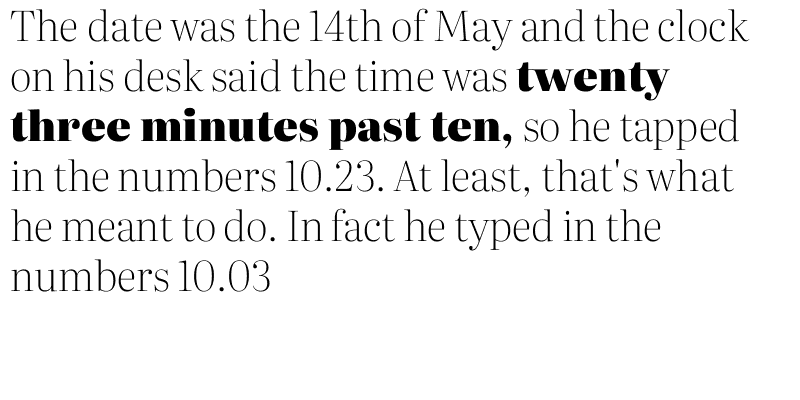 The date was the 14th of May and the clock
on his desk said the time was twenty
three minutes past ten, so he tapped
in the numbers 10.23. At least, that's what
he meant to do. In fact he typed in the
numbers 10.03